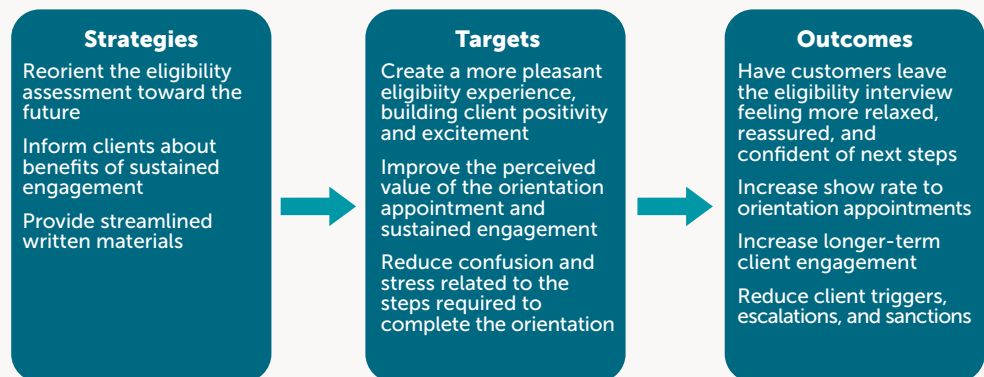 Strategies
Reorient the eligibility
assessment toward the
future
Inform clients about
benefits of sustained
engagement
Provide streamlined
written materials
Targets
Create a more pleasant
eligibiity experience,
building client positivity
and excitement
Improve the perceived
value of the orientation
appointment and
sustained engagement
Reduce confusion and
stress related to the
steps required to
complete the orientation
Outcomes
Have customers leave
the eligibility interview
feeling more relaxed,
reassured, and
confident of next steps
Increase show rate to
orientation appointments
Increase longer-term
client engagement
Reduce client triggers,
escalations, and sanctions